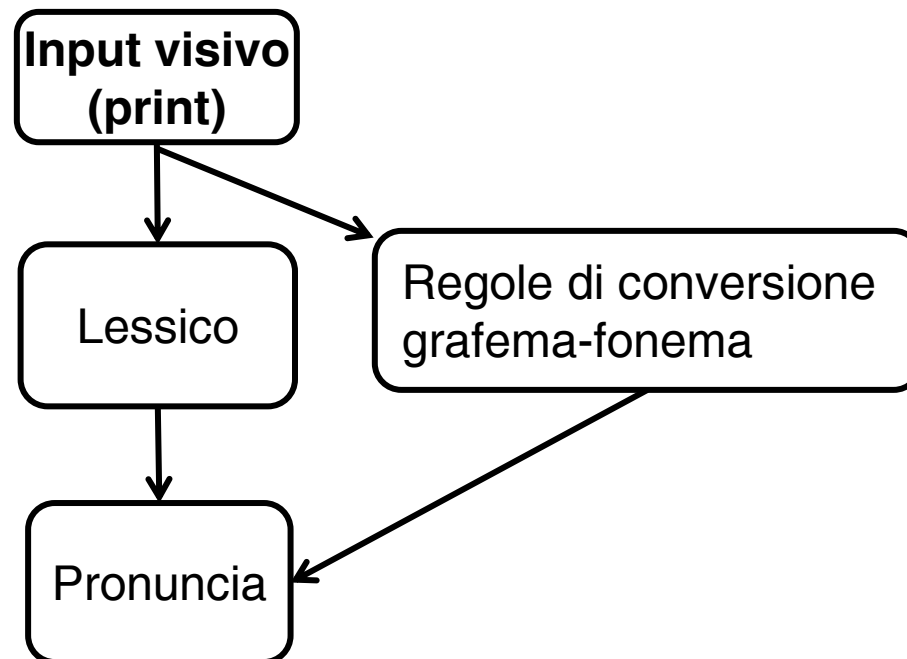 Input visivo
(print)
Lessico
Regole di conversione
grafema-fonema
Pronuncia